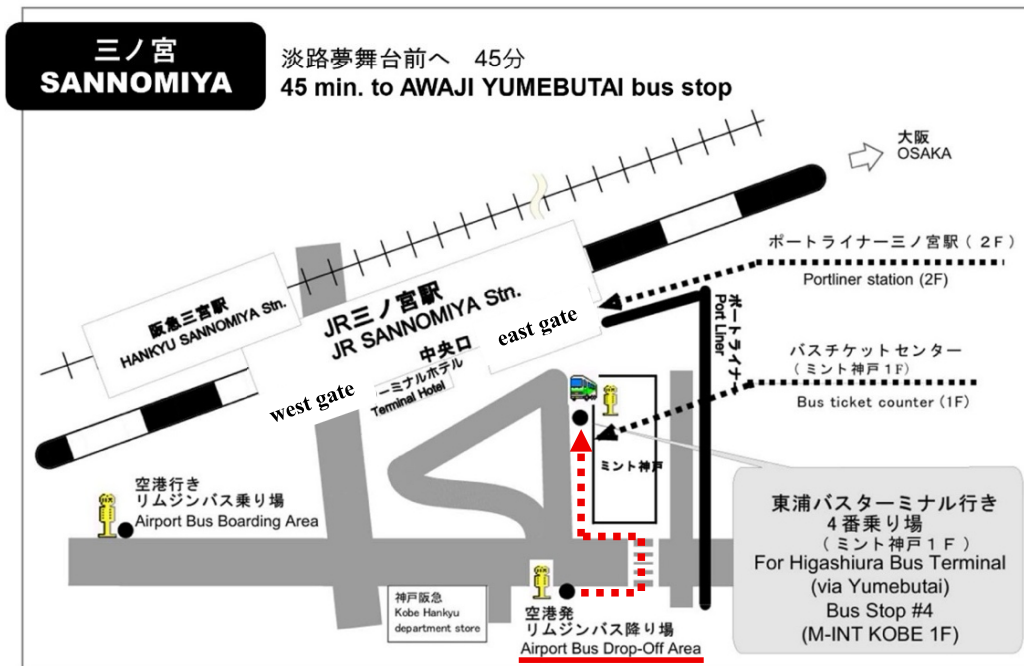 三ノ宮
SANNOMIYA
淡路夢舞台前へ 45分
45 min. to AWAJI YUMEBUTAI bus stop
大阪
OSAKA
ポートライナー三ノ宮駅( 2F )
Portliner station (2F)
阪急三宮駅
HANKYU SANNOMIYA Stn.
JR三ノ宮駅
JR SANNOMIYA Stn.
中央口
east gate
west gate
ーミナルホテル
Terminal Hotel
ポートライナー
Port Liner
バスチケットセンター
( ミント神戸1F)
Bus ticket counter (1F)
ミント神戸
空港行き
リムジンバス乗り場
Airport Bus Boarding Area
東浦バスターミナル行き
4番乗り場
( ミント神戸1F )
For Higashiura Bus Terminal
(via Yumebutai)
Bus Stop #4
(M-INT KOBE 1F)
神戸阪急
Kobe Hankyu
department store
空港発
リムジンバス降り場
Airport Bus Drop-Off Area